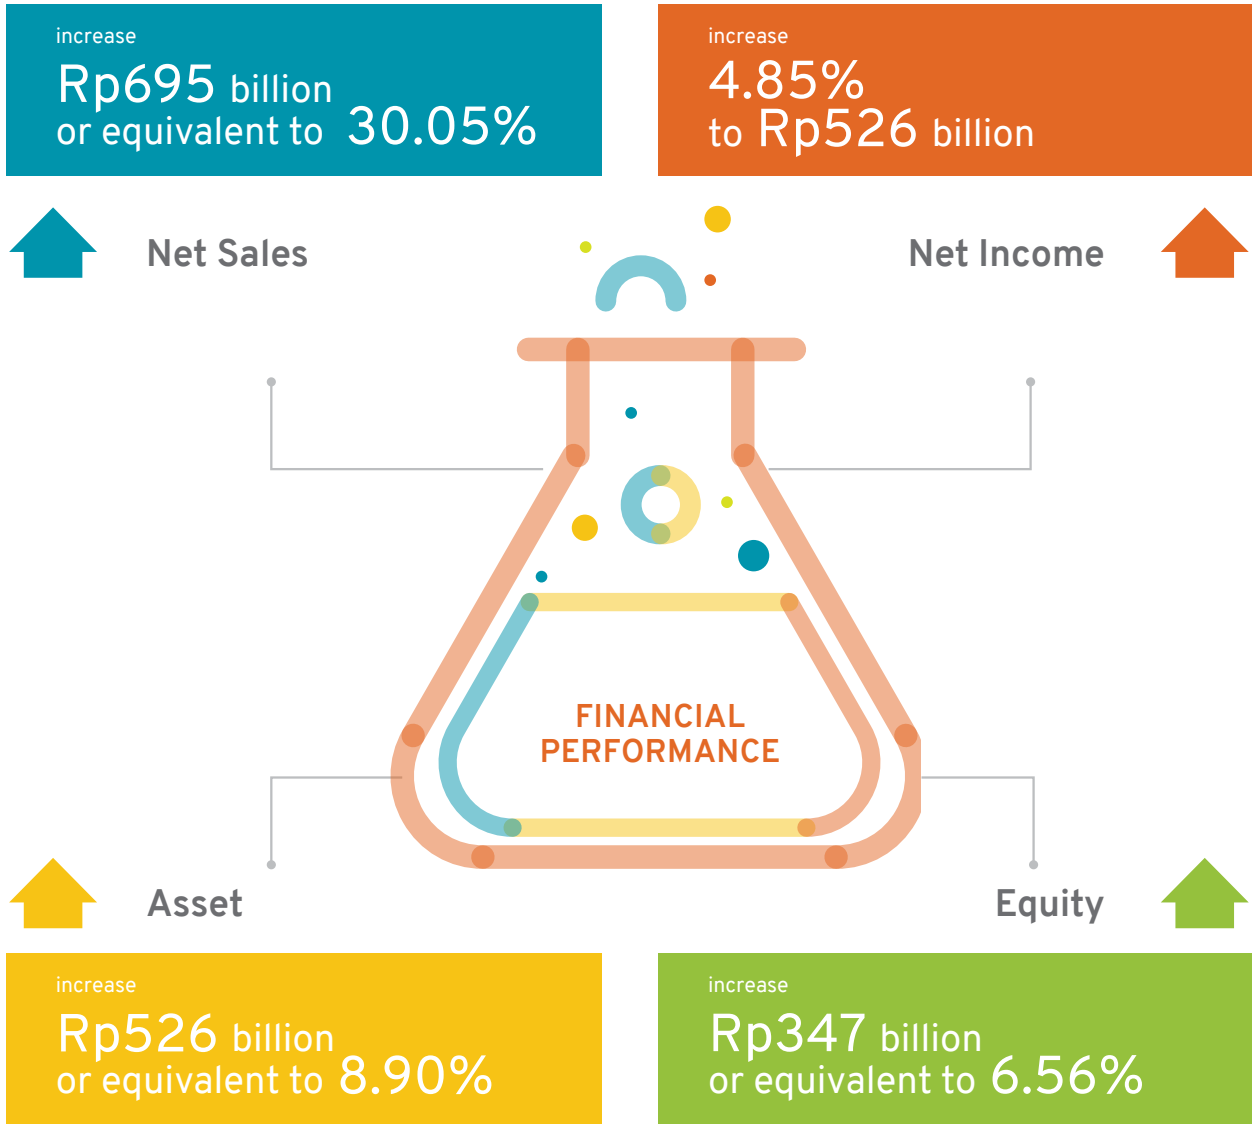 increase
Rp695 billion
or equivalent to 30.05%
increase
4.85%
to Rp526 billion
Net Sales
Net Income
FINANCIAL
PERFORMANCE
Asset
Equity
increase
Rp526 billion
or equivalent to 8.90%
increase
Rp347 billion
or equivalent to 6.56%